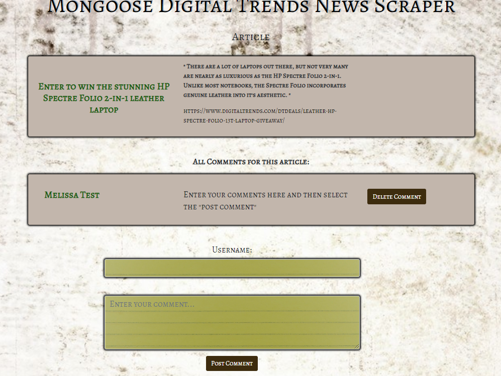 Mongoose Digital Trends News Scraper
Article
Enter to win the stunning HP
Spectre Folio 2-in-1 leather
laptop
" There are a lot of laptops out there, but not very many
are nearly as luxurious as the HP Spectre Folio 2-in-1.
Unlike most notebooks, the Spectre Folio incorporates
genuine leather into it's aesthetic. "
https://www.digitaltrends.com/dtdeals/leather-hp-
spectre-folio-1st-laptop-giveaway/
All Comments for this article:
Melissa Test
Enter your comments here and then select
the "post comment"
Delete Comment
Username:
Enter your comment...
Post Comment